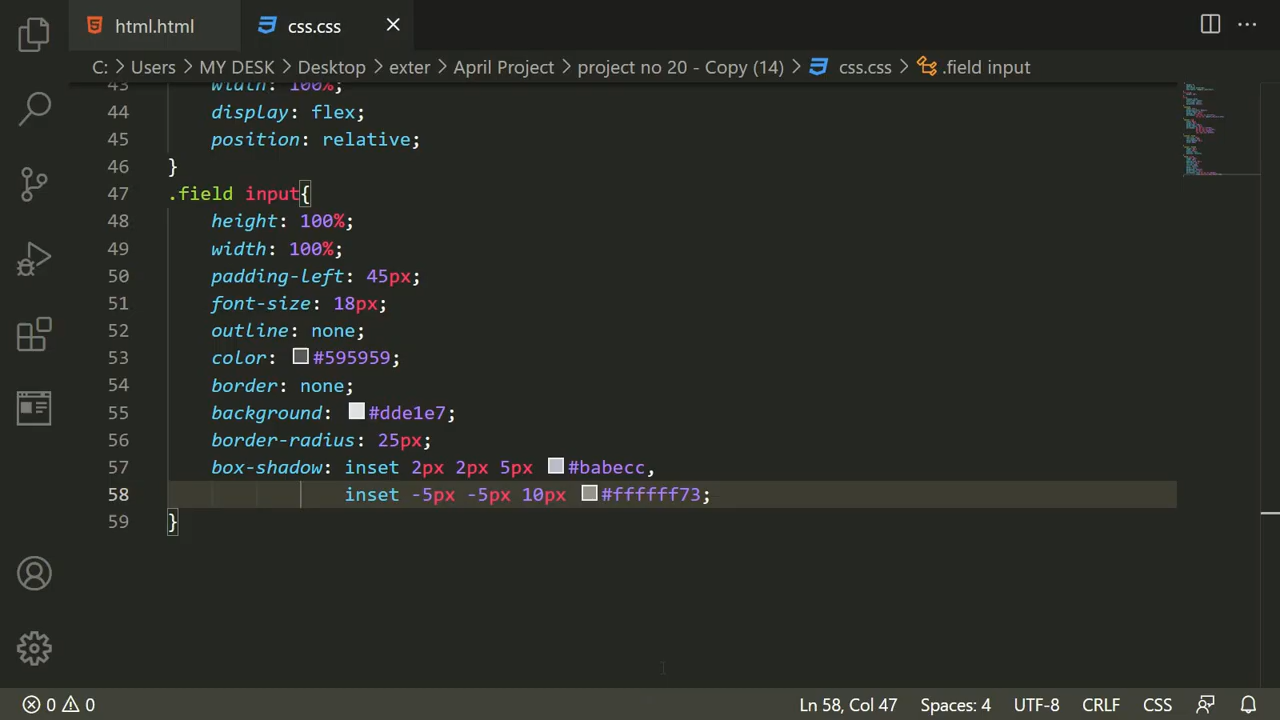 html.html css.css
C: > Users > MY DESK > Desktop > exter > April Project > project no 20 - Copy (14) > css.css > .field input
43 width: 100%;
44 display: flex;
45 position: relative;
46 }
47 .field input{
48 height: 100%;
49 width: 100%;
50 padding-left: 45px;
51 font-size: 18px;
52 outline: none;
53 color: #595959;
54 border: none;
55 background: #dde1e7;
56 border-radius: 25px;
57 box-shadow: inset 2px 2px 5px #babecc,
58 inset -5px -5px 10px #ffffff73;
59 }
0 0 Ln 58, Col 47 Spaces: 4 UTF-8 CRLF CSS